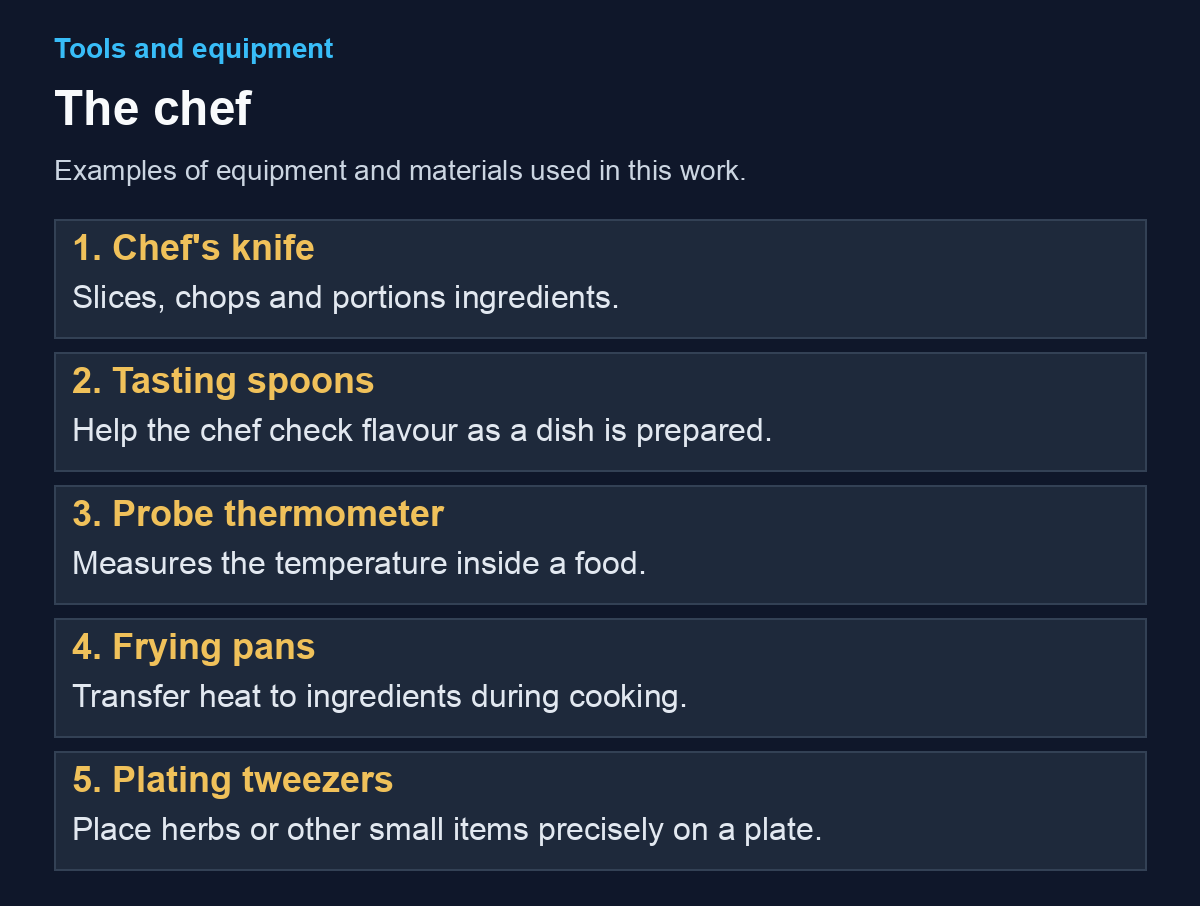 Tools and equipment
The chef
Examples of equipment and materials used in this work.
1. Chef's knife
Slices, chops and portions ingredients.
2. Tasting spoons
Help the chef check flavour as a dish is prepared.
3. Probe thermometer
Measures the temperature inside a food.
4. Frying pans
Transfer heat to ingredients during cooking.
5. Plating tweezers
Place herbs or other small items precisely on a plate.